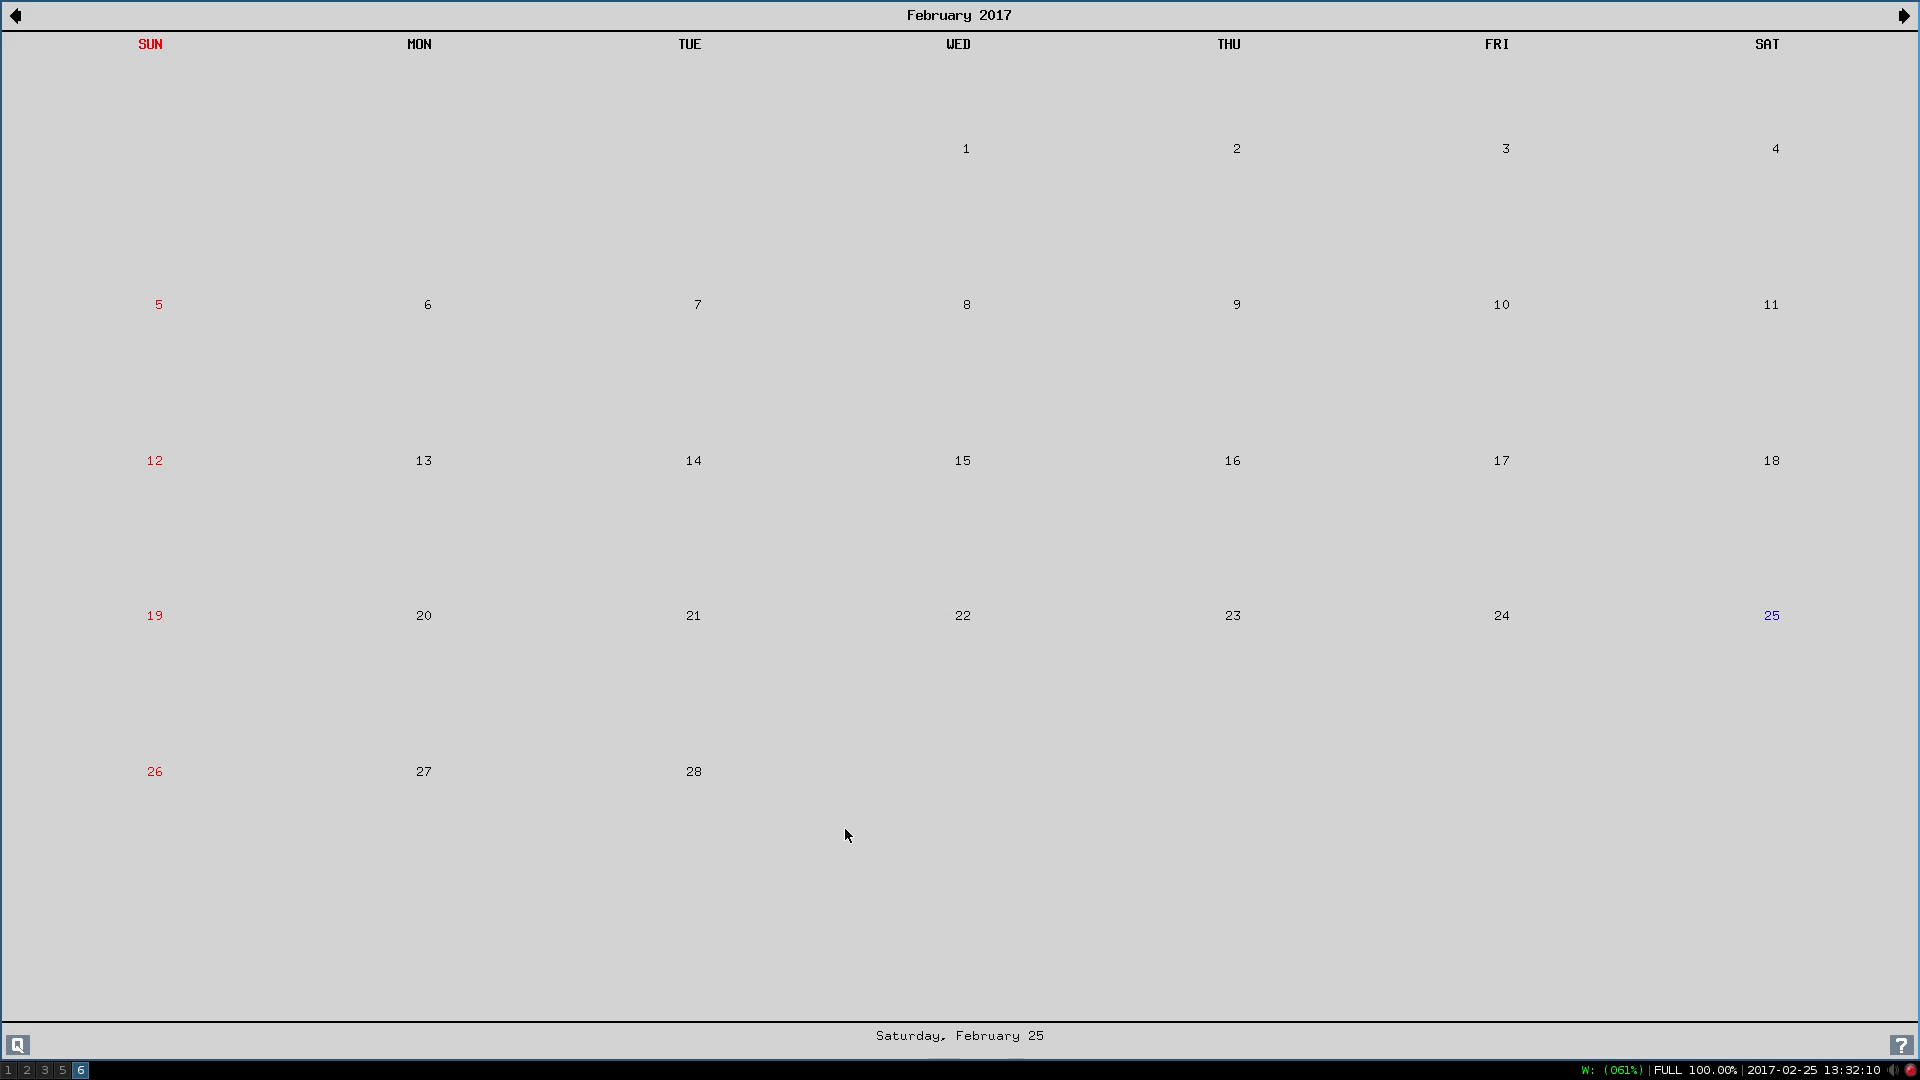 February 2017
SUN MON TUE WED THU FRI SAT
1 2 3 4
5 6 7 8 9 10 11
12 13 14 15 16 17 18
19 20 21 22 23 24 25
26 27 28
Saturday, February 25
Q ?
1 2 3 5 6 W: (061%)|FULL 100.00%|2017-02-25 13:32:10